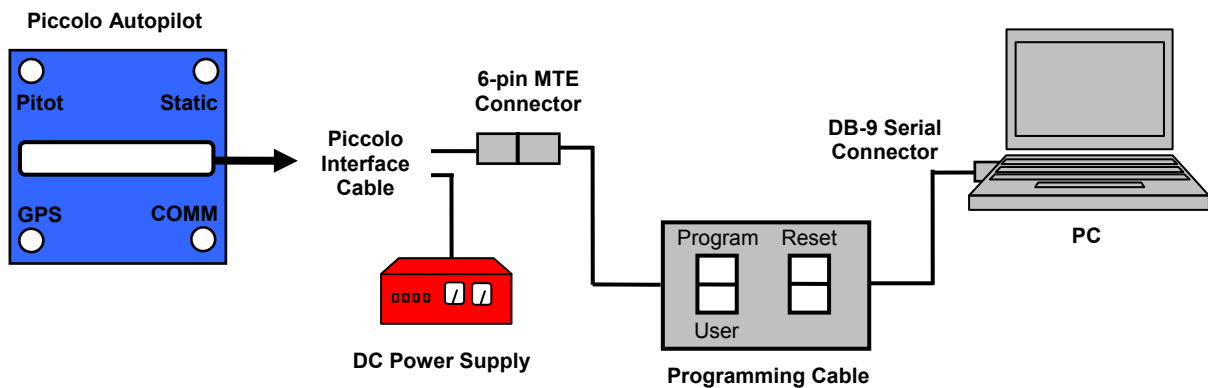 Piccolo Autopilot
Pitot
Static
GPS
COMM
Piccolo
Interface
Cable
6-pin MTE
Connector
DC Power Supply
Program
Reset
User
Programming Cable
DB-9 Serial
Connector
PC